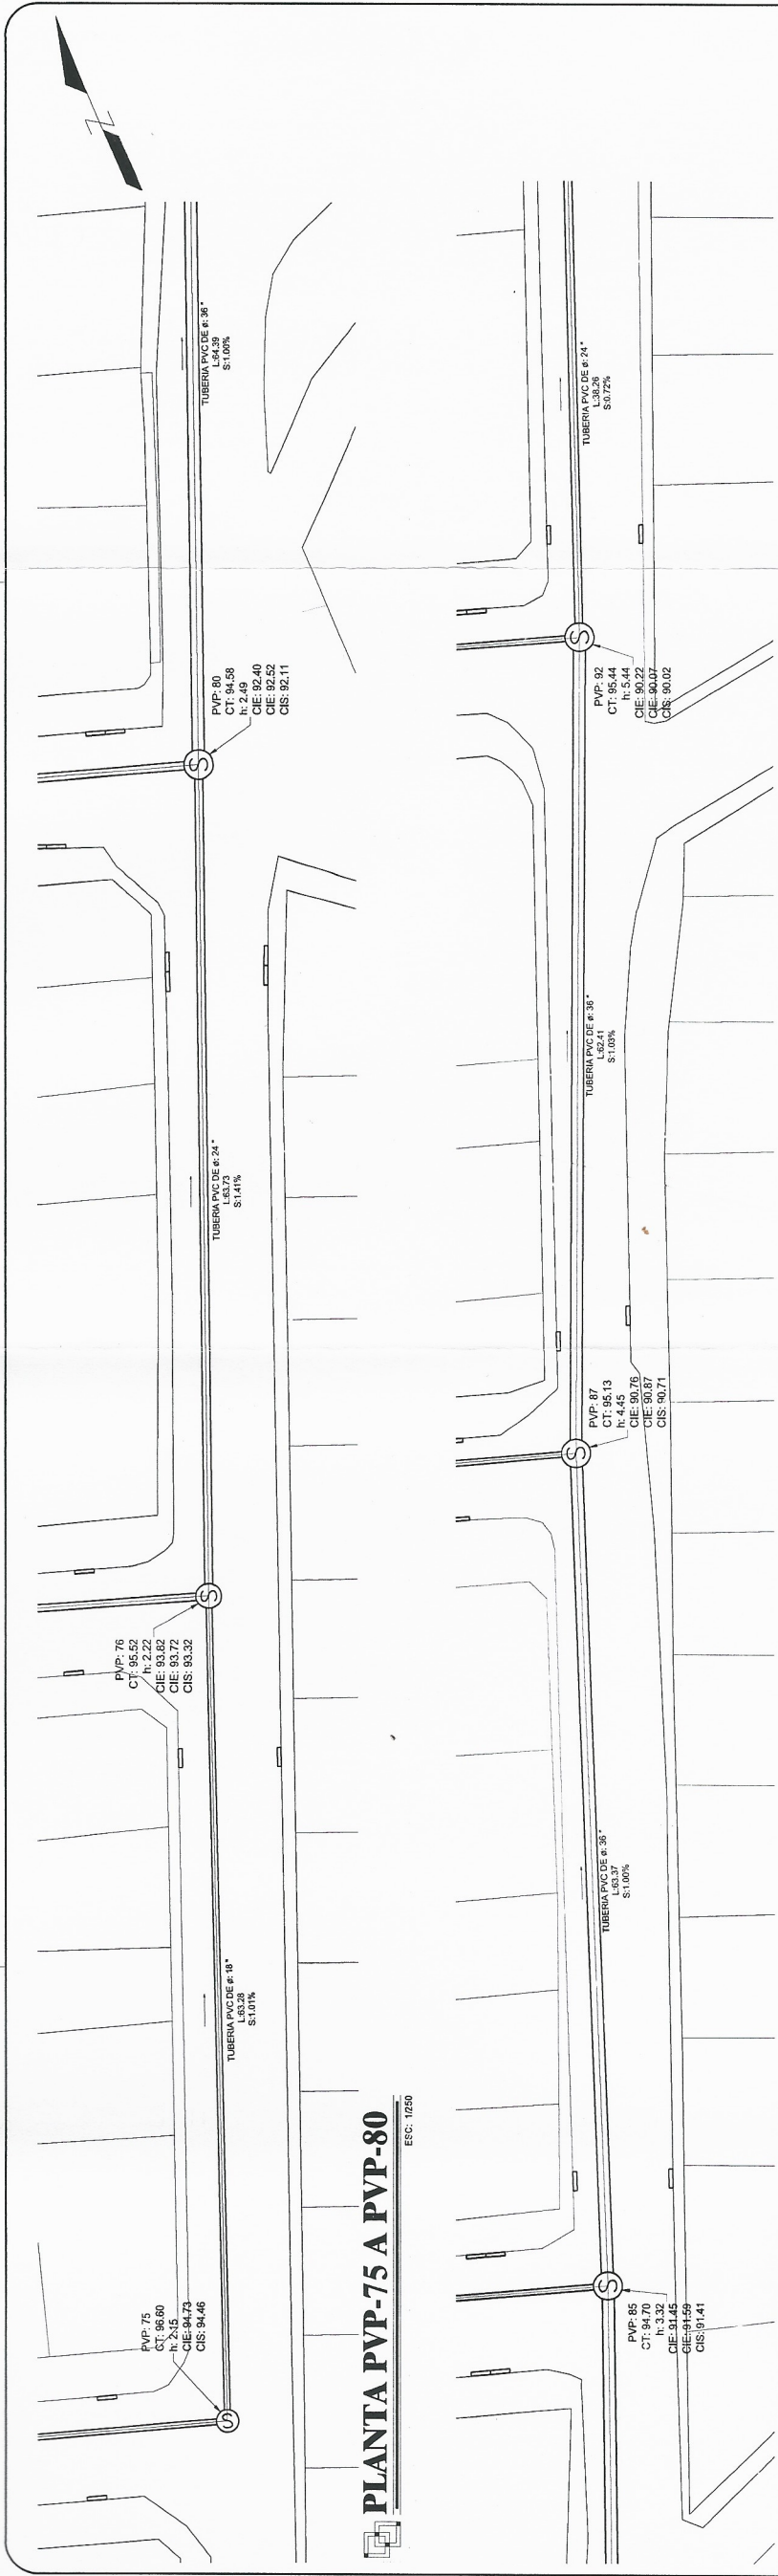 TUBERIA PVC DE ø: 36"
L:64.39
S:1.00%
PVP: 80
CT: 94.58
h: 2.49
CIE: 92.40
CIE: 92.52
CIS: 92.11
TUBERIA PVC DE ø: 24"
L:63.73
S:1.41%
PVP: 76
CT: 95.52
h: 2.22
CIE: 93.82
CIE: 93.72
CIS: 93.32
TUBERIA PVC DE ø: 18"
L:63.28
S:1.01%
PVP: 75
CT: 96.60
h: 2.15
CIE: 94.73
CIS: 94.46
PLANTA PVP-75 A PVP-80
ESC: 1/250
TUBERIA PVC DE ø: 24"
L:38.26
S:0.72%
PVP: 92
CT: 95.44
h: 5.44
CIE: 90.22
CIE: 90.07
CIS: 90.02
TUBERIA PVC DE ø: 36"
L:62.41
S:1.03%
PVP: 87
CT: 95.13
h: 4.45
CIE: 90.76
CIE: 90.87
CIS: 90.71
TUBERIA PVC DE ø: 36"
L:63.37
S:1.00%
PVP: 85
CT: 94.70
h: 3.32
CIE: 91.45
CIE: 91.59
CIS: 91.41
S
S
S
S
S
S
N